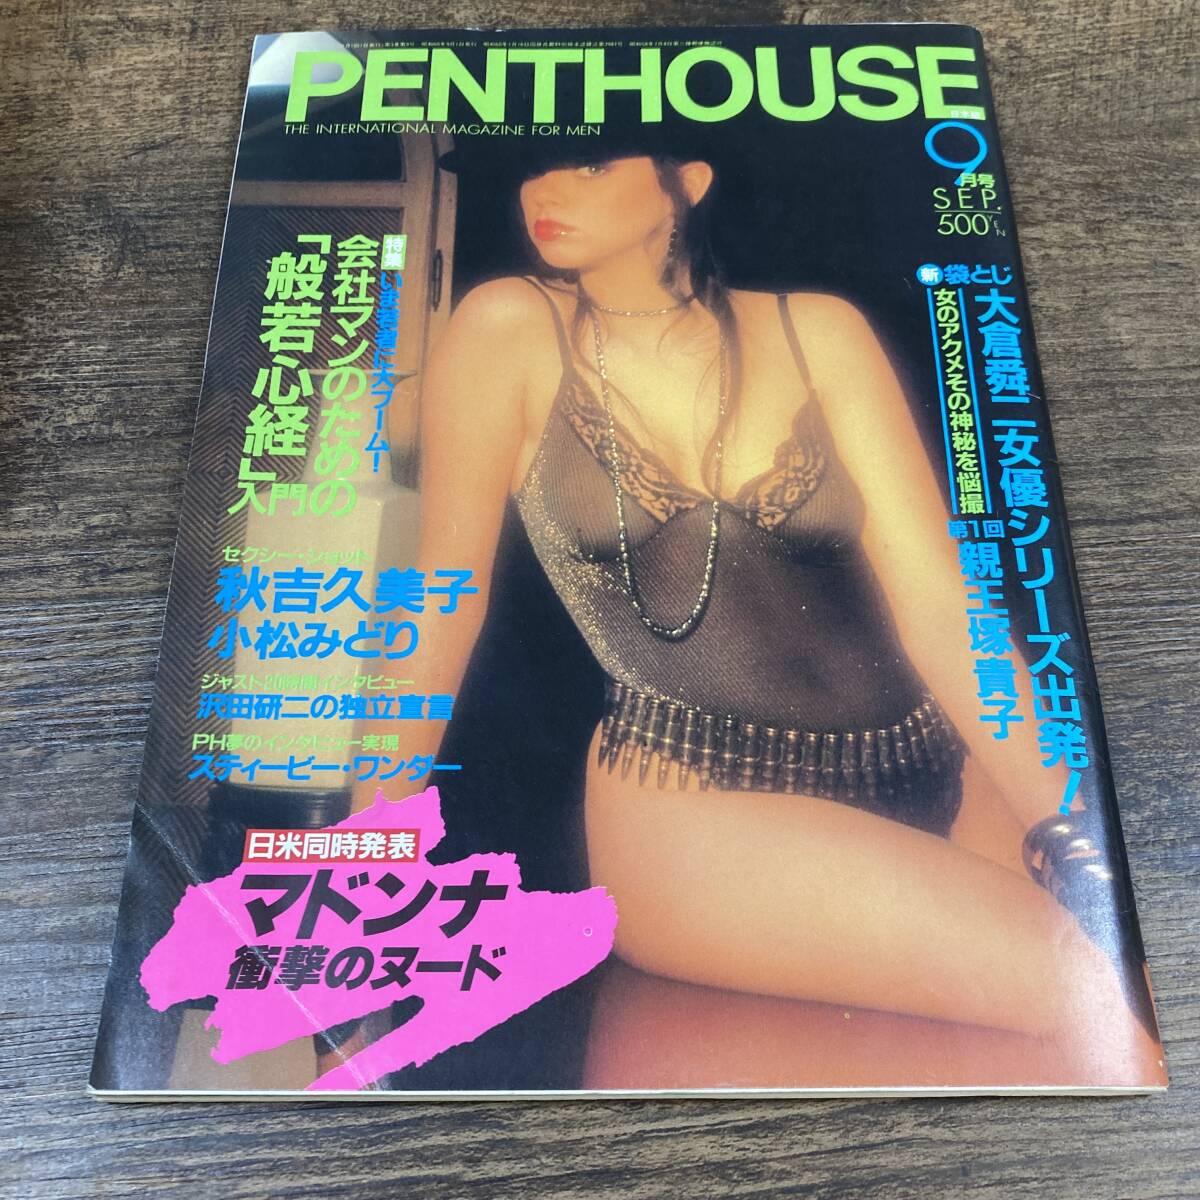 PENTHOUSE
THE INTERNATIONAL MAGAZINE FOR MEN
日本版
9月号
SEP.
500YEN
特集 いま若者に大ブーム!
会社マンのための
「般若心経」入門
新 袋とじ
大倉舜二女優シリーズ出発!
女のアクメその神秘を悩撮
第1回 親王塚貴子
セクシー・ショット
秋吉久美子
小松みどり
ジャスト20時間インタビュー
沢田研二の独立宣言
PH夢のインタビュー実現
スティービー・ワンダー
日米同時発表
マドンナ
衝撃のヌード